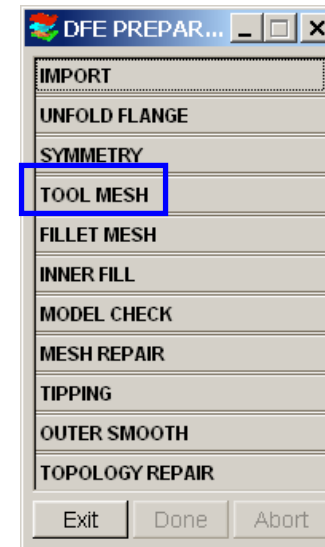 DFE PREPAR...
IMPORT
UNFOLD FLANGE
SYMMETRY
TOOL MESH
FILLET MESH
INNER FILL
MODEL CHECK
MESH REPAIR
TIPPING
OUTER SMOOTH
TOPOLOGY REPAIR
Exit Done Abort